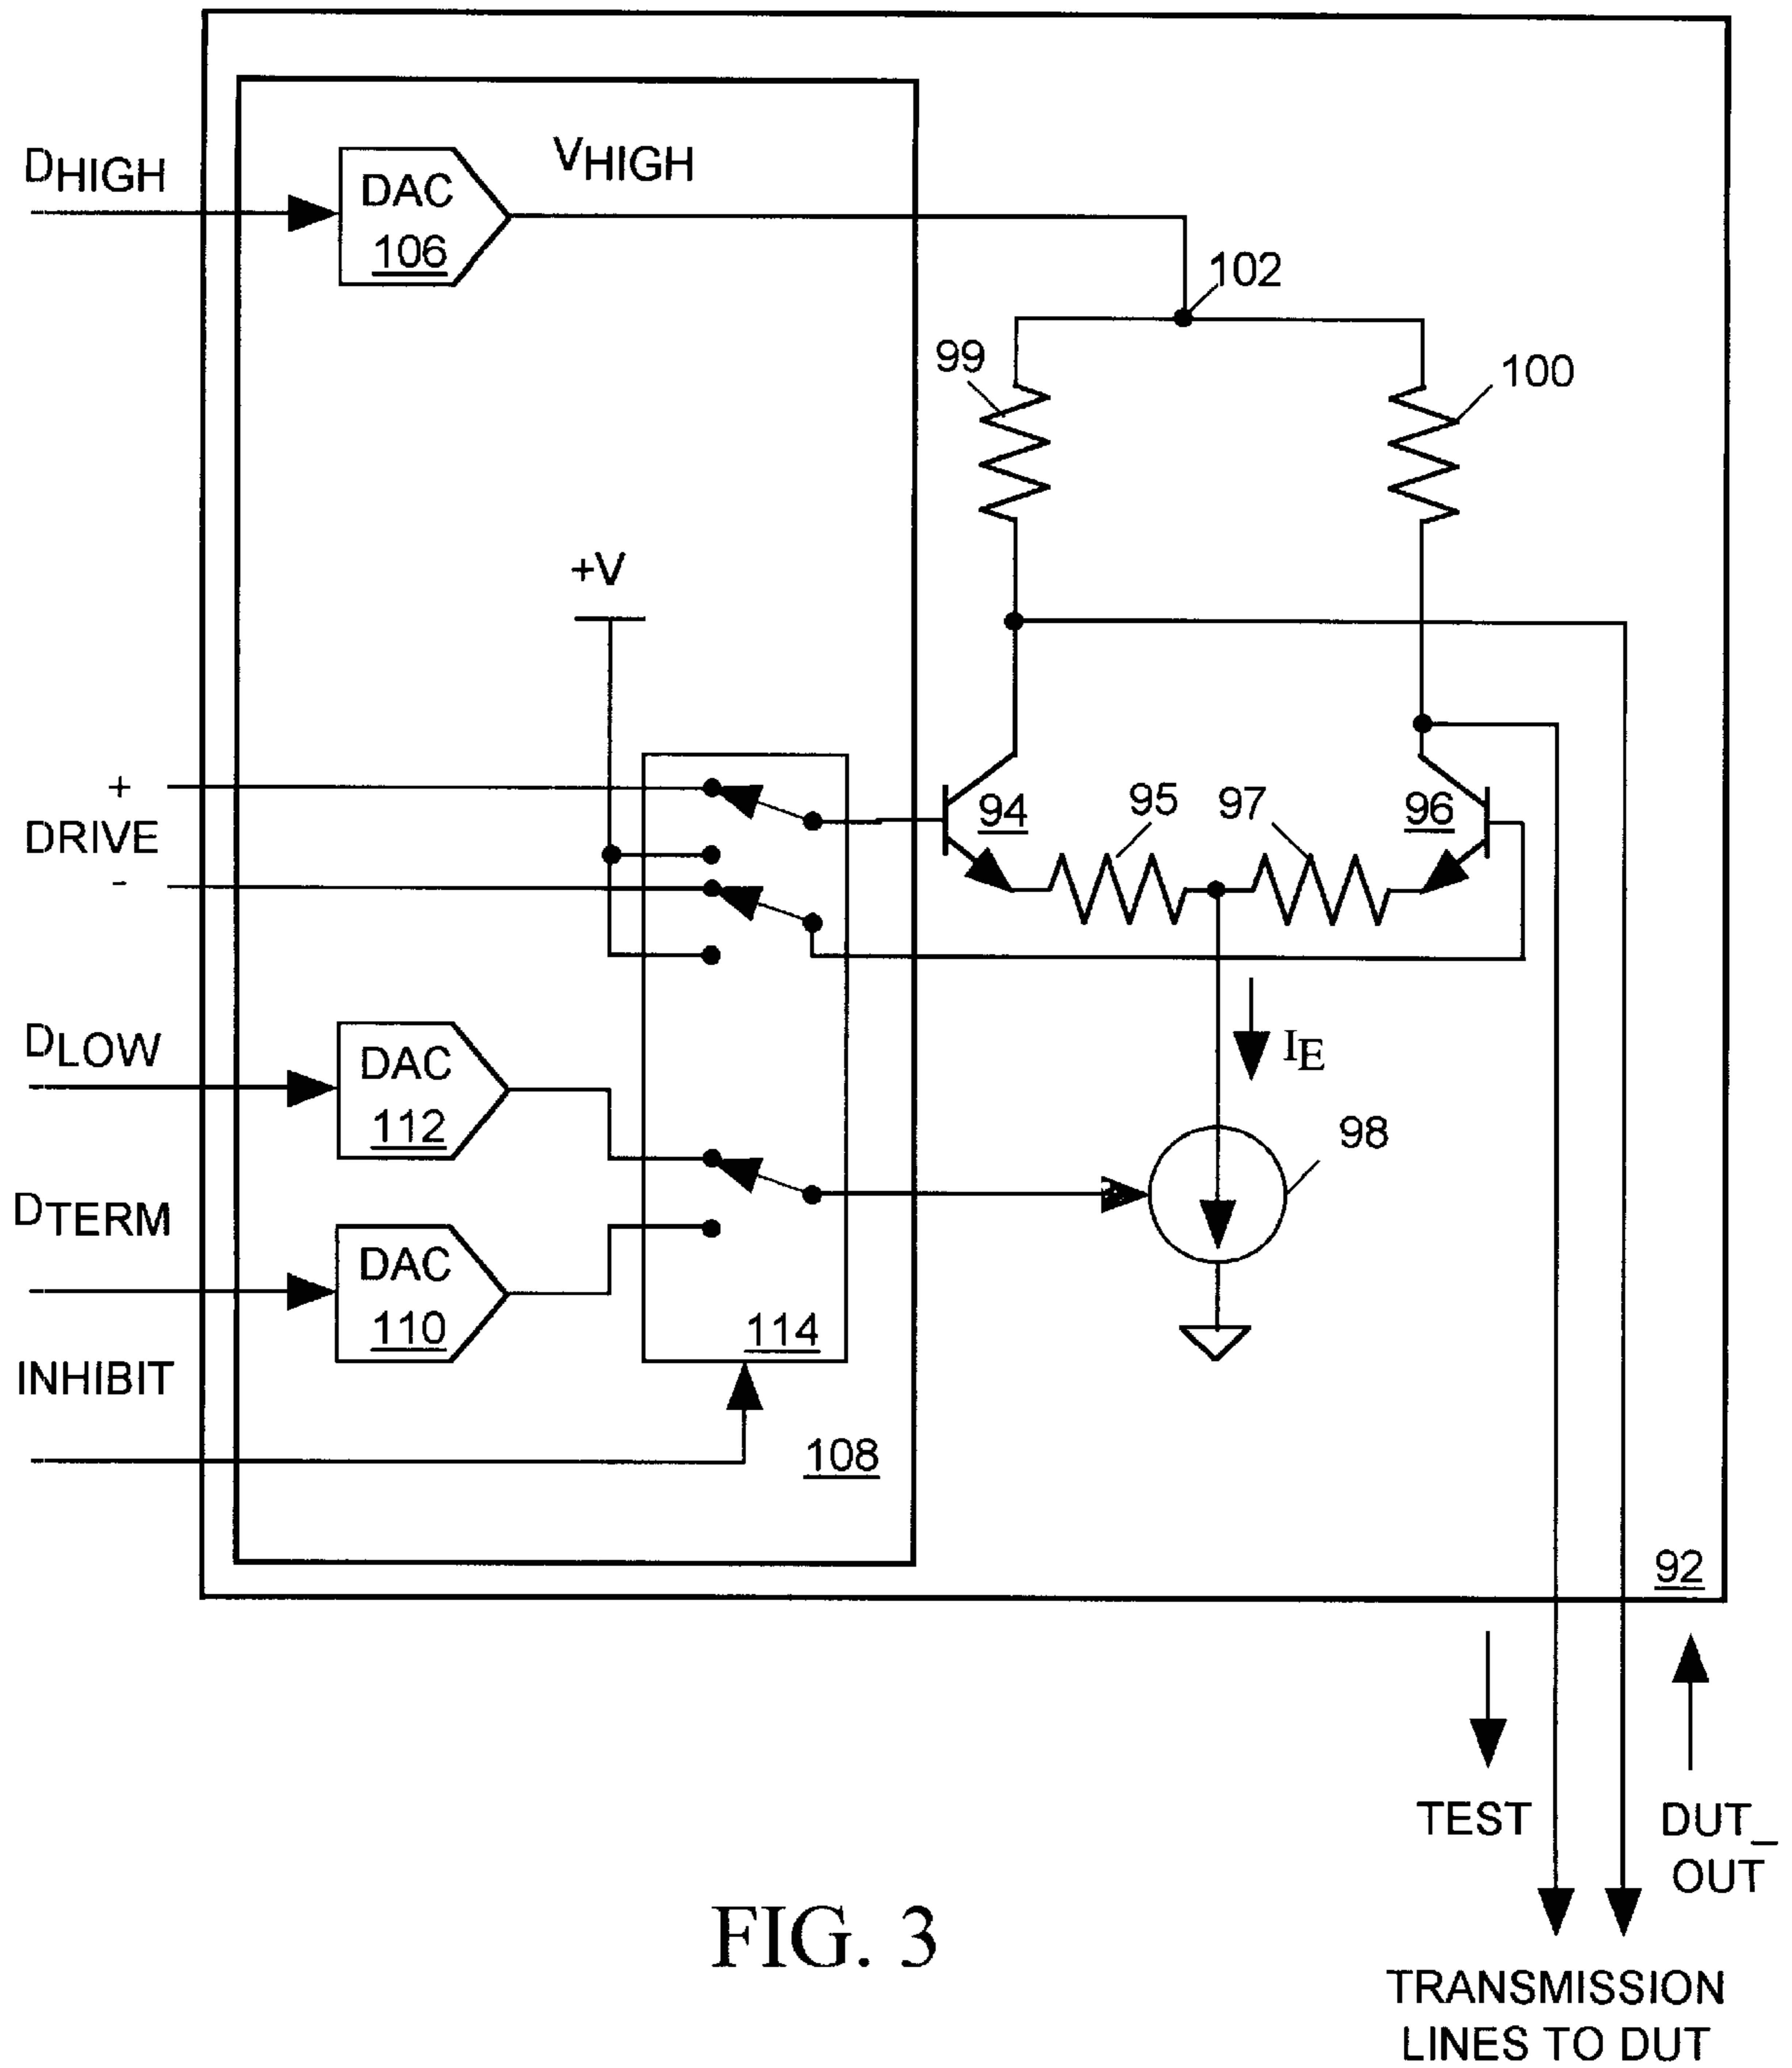 DHIGH
DAC
106
VHIGH
102
99
100
+V
+
DRIVE
-
94
95
97
96
DLOW
DAC
112
IE
98
DTERM
DAC
110
114
INHIBIT
108
92
TEST
DUT_
OUT
FIG. 3
TRANSMISSION
LINES TO DUT